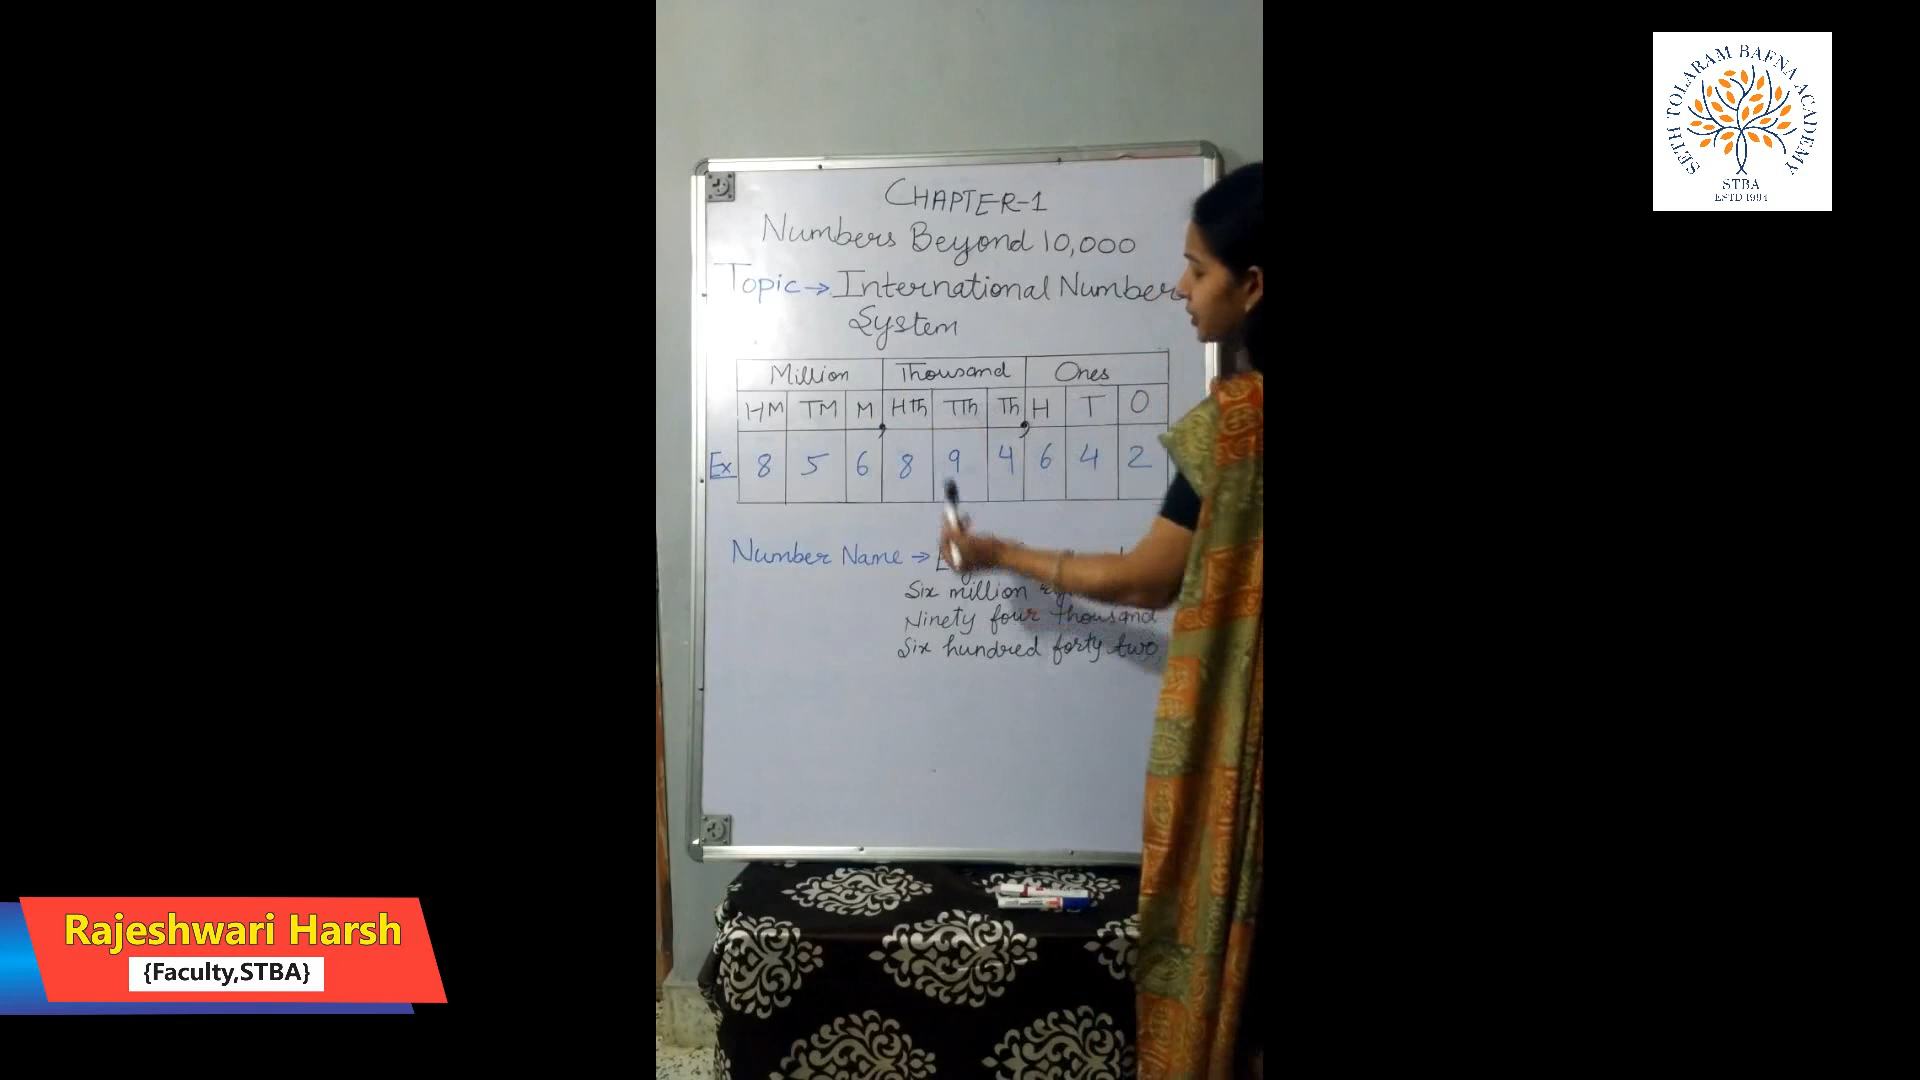 SETH TOLARAM BAFNA ACADEMY
STBA
ESTD 1994
CHAPTER-1
Numbers Beyond 10,000
Topic → International Number
System
Million Thousand Ones
HM TM M, HTh TTh Th, H T O
Ex 8 5 6 8 9 4 6 4 2
Number Name →
Six million
Ninety four thousand
Six hundred forty two
Rajeshwari Harsh
{Faculty,STBA}